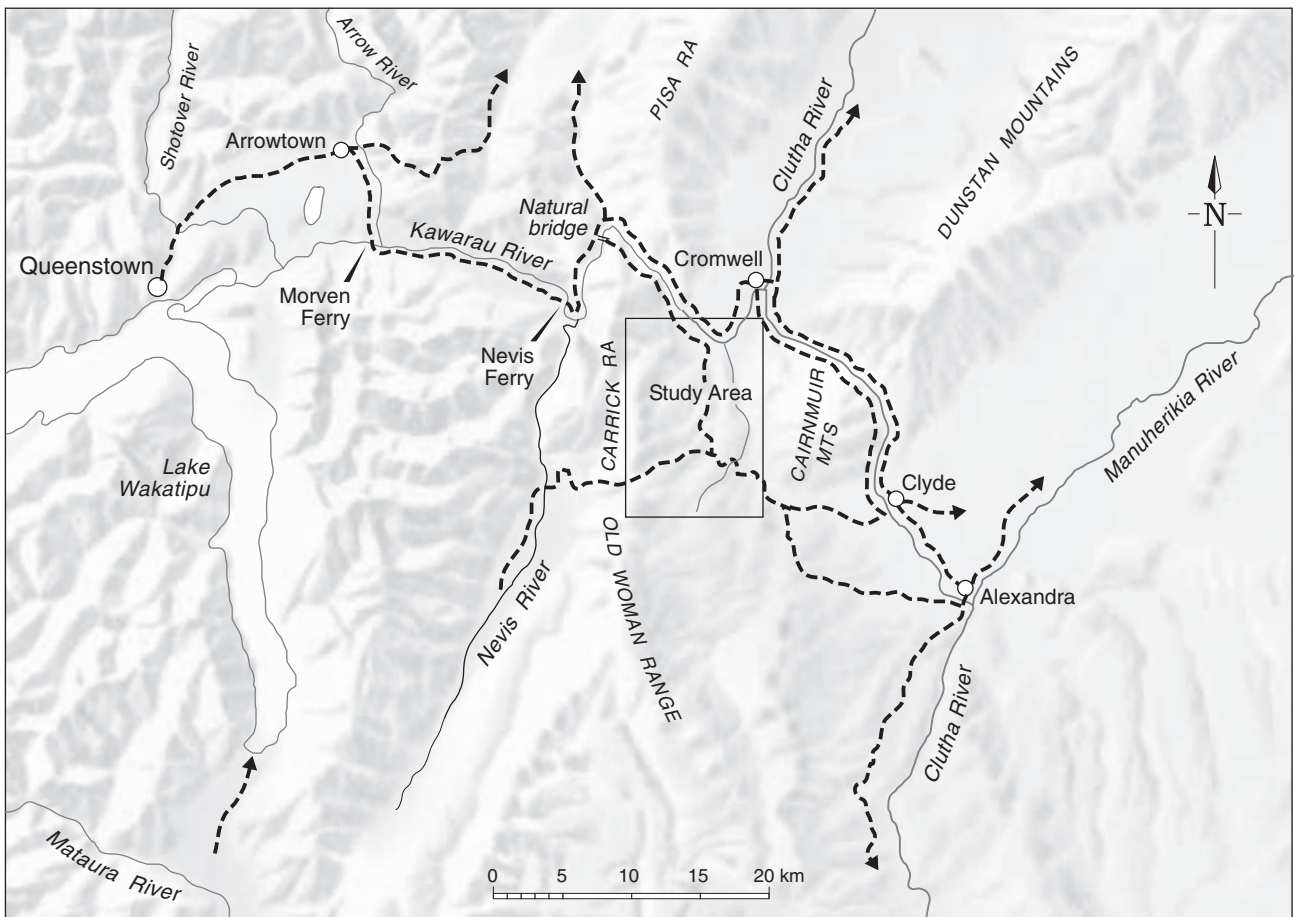 Shotover River
Arrow River
PISA RA
Clutha River
DUNSTAN MOUNTAINS
Arrowtown
N
Natural
bridge
Kawarau River
Cromwell
Queenstown
Morven
Ferry
Nevis
Ferry
CARRICK RA
Study Area
CAIRNMUIR
MTS
Manuherikia River
Lake
Wakatipu
Clyde
OLD WOMAN RANGE
Nevis River
Alexandra
Clutha River
Mataura River
0 5 10 15 20 km